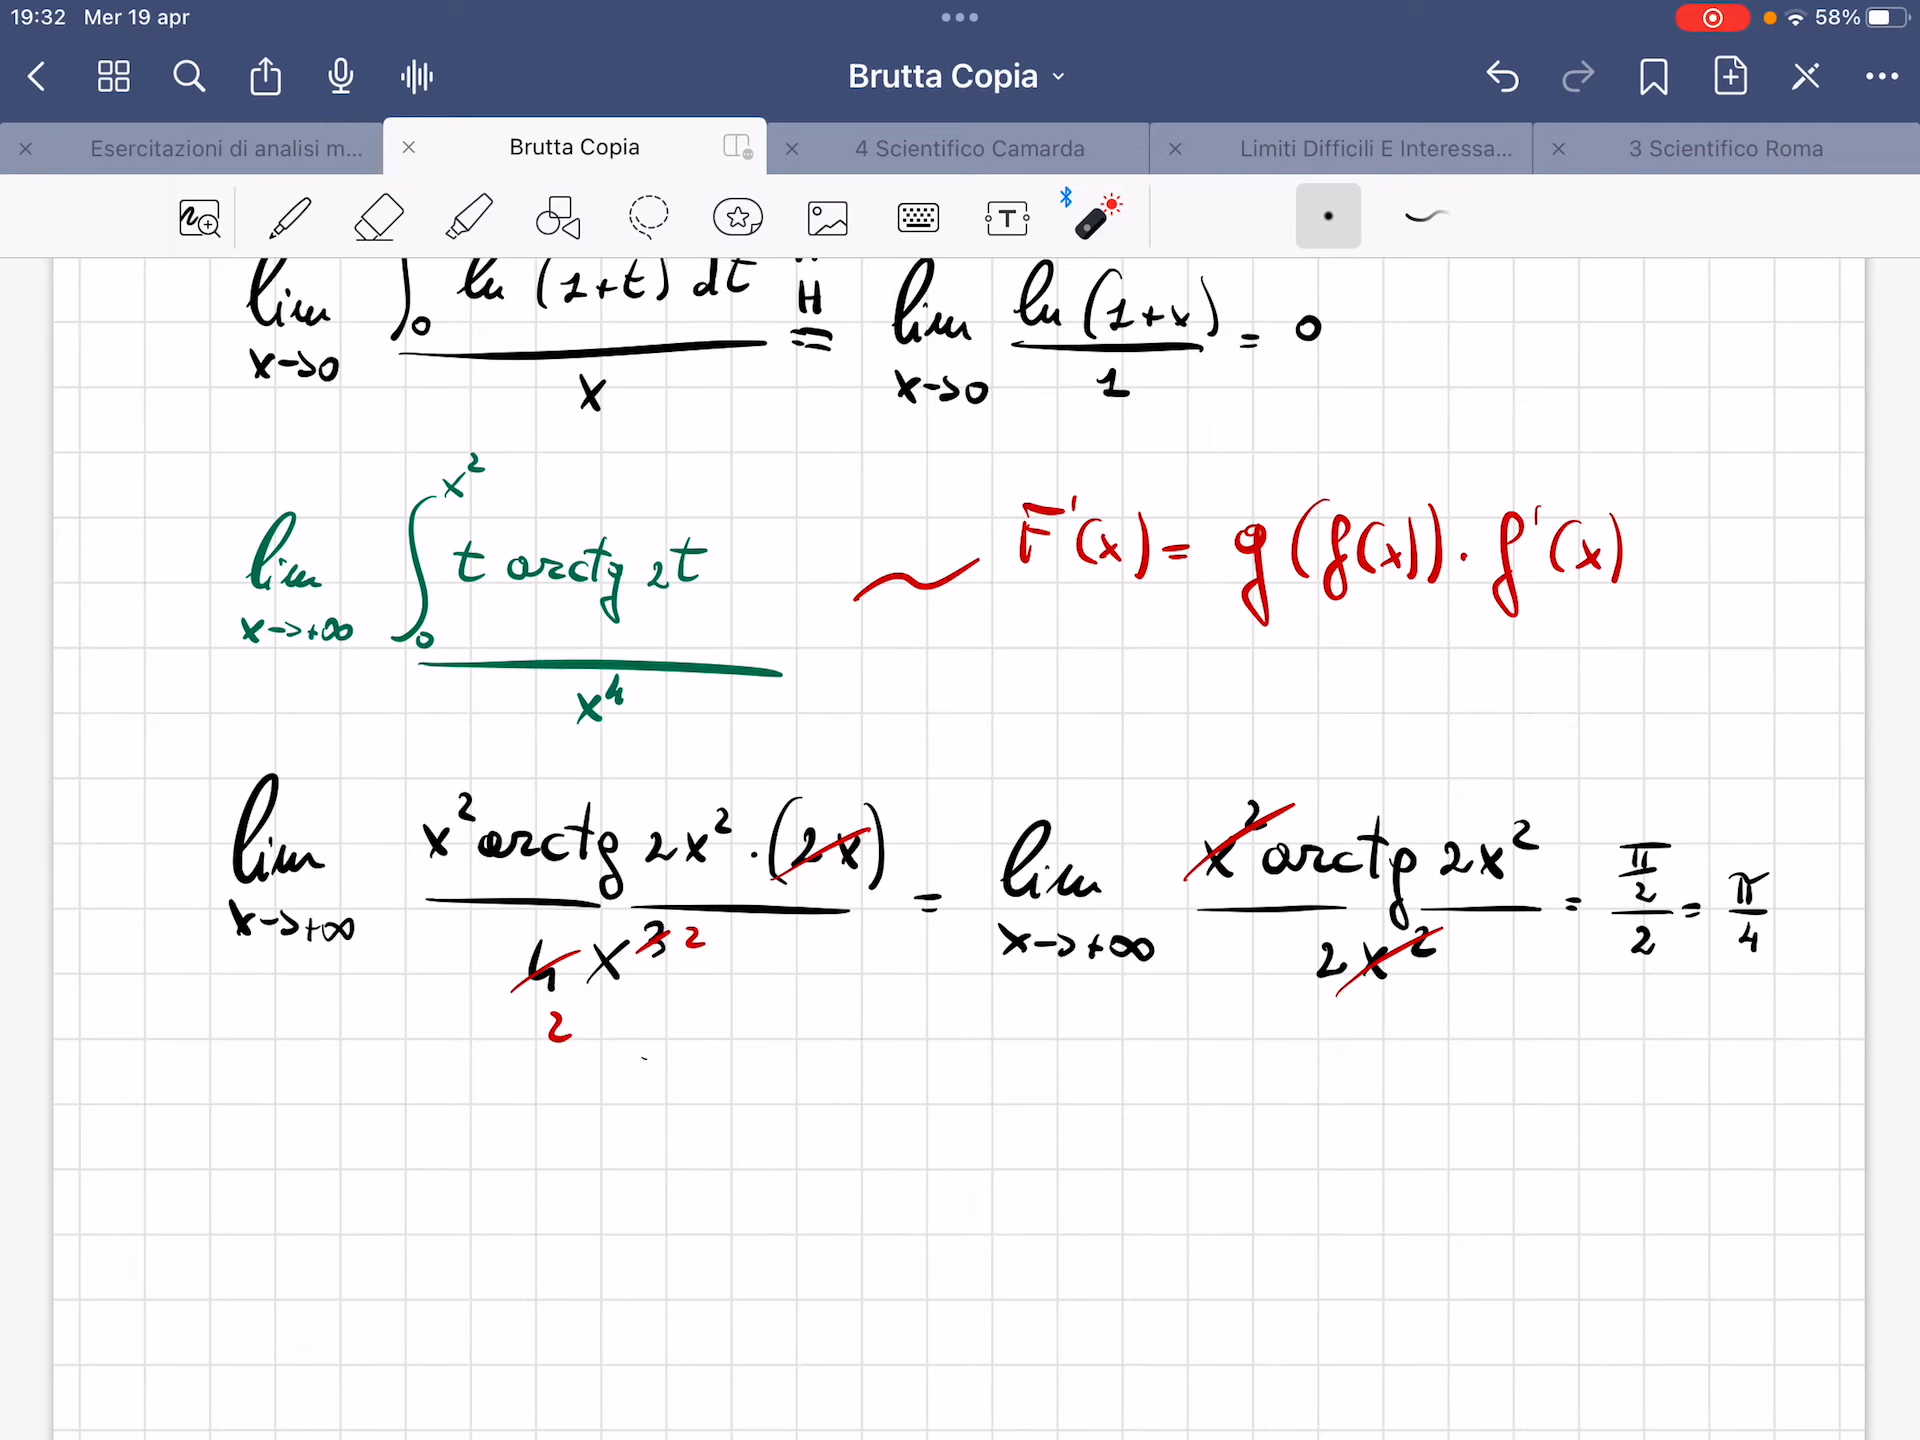 19:32 Mer 19 apr 58%
Brutta Copia
Esercitazioni di analisi m... Brutta Copia 4 Scientifico Camarda Limiti Difficili E Interessa... 3 Scientifico Roma
lim x->0 ∫0 ln (1+t) dt / x H= lim x->0 ln (1+x) / 1 = 0
lim x->+∞ ∫0 x² t arctg 2t / x⁴ F'(x) = g(f(x)) · f'(x)
lim x->+∞ x² arctg 2x² · (2x) / 4x³ 2 2 = lim x->+∞ x² arctg 2x² / 2x² = π/2 / 2 = π/4